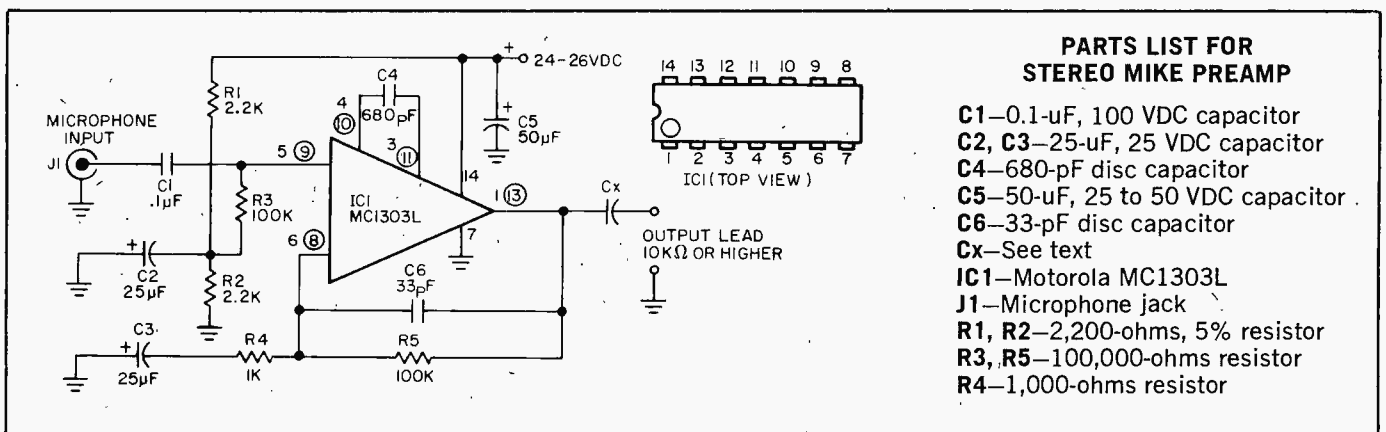 R1
2.2K
MICROPHONE
INPUT
J1
C1
.1µF
R3
100K
+
C2
25µF
R2
2.2K
C3
+
25µF
R4
1K
R5
100K
C6
33pF
4
⑩
C4
680pF
3
⑪
5 ⑨
6 ⑧
IC1
MC1303L
14
7
1 ⑬
+
24-26VDC
+
C5
50µF
Cx
OUTPUT LEAD
10KΩ OR HIGHER
14 13 12 11 10 9 8
1 2 3 4 5 6 7
IC1 (TOP VIEW)
PARTS LIST FOR
STEREO MIKE PREAMP
C1—0.1-uF, 100 VDC capacitor
C2, C3—25-uF, 25 VDC capacitor
C4—680-pF disc capacitor
C5—50-uF, 25 to 50 VDC capacitor
C6—33-pF disc capacitor
Cx—See text
IC1—Motorola MC1303L
J1—Microphone jack
R1, R2—2,200-ohms, 5% resistor
R3, R5—100,000-ohms resistor
R4—1,000-ohms resistor